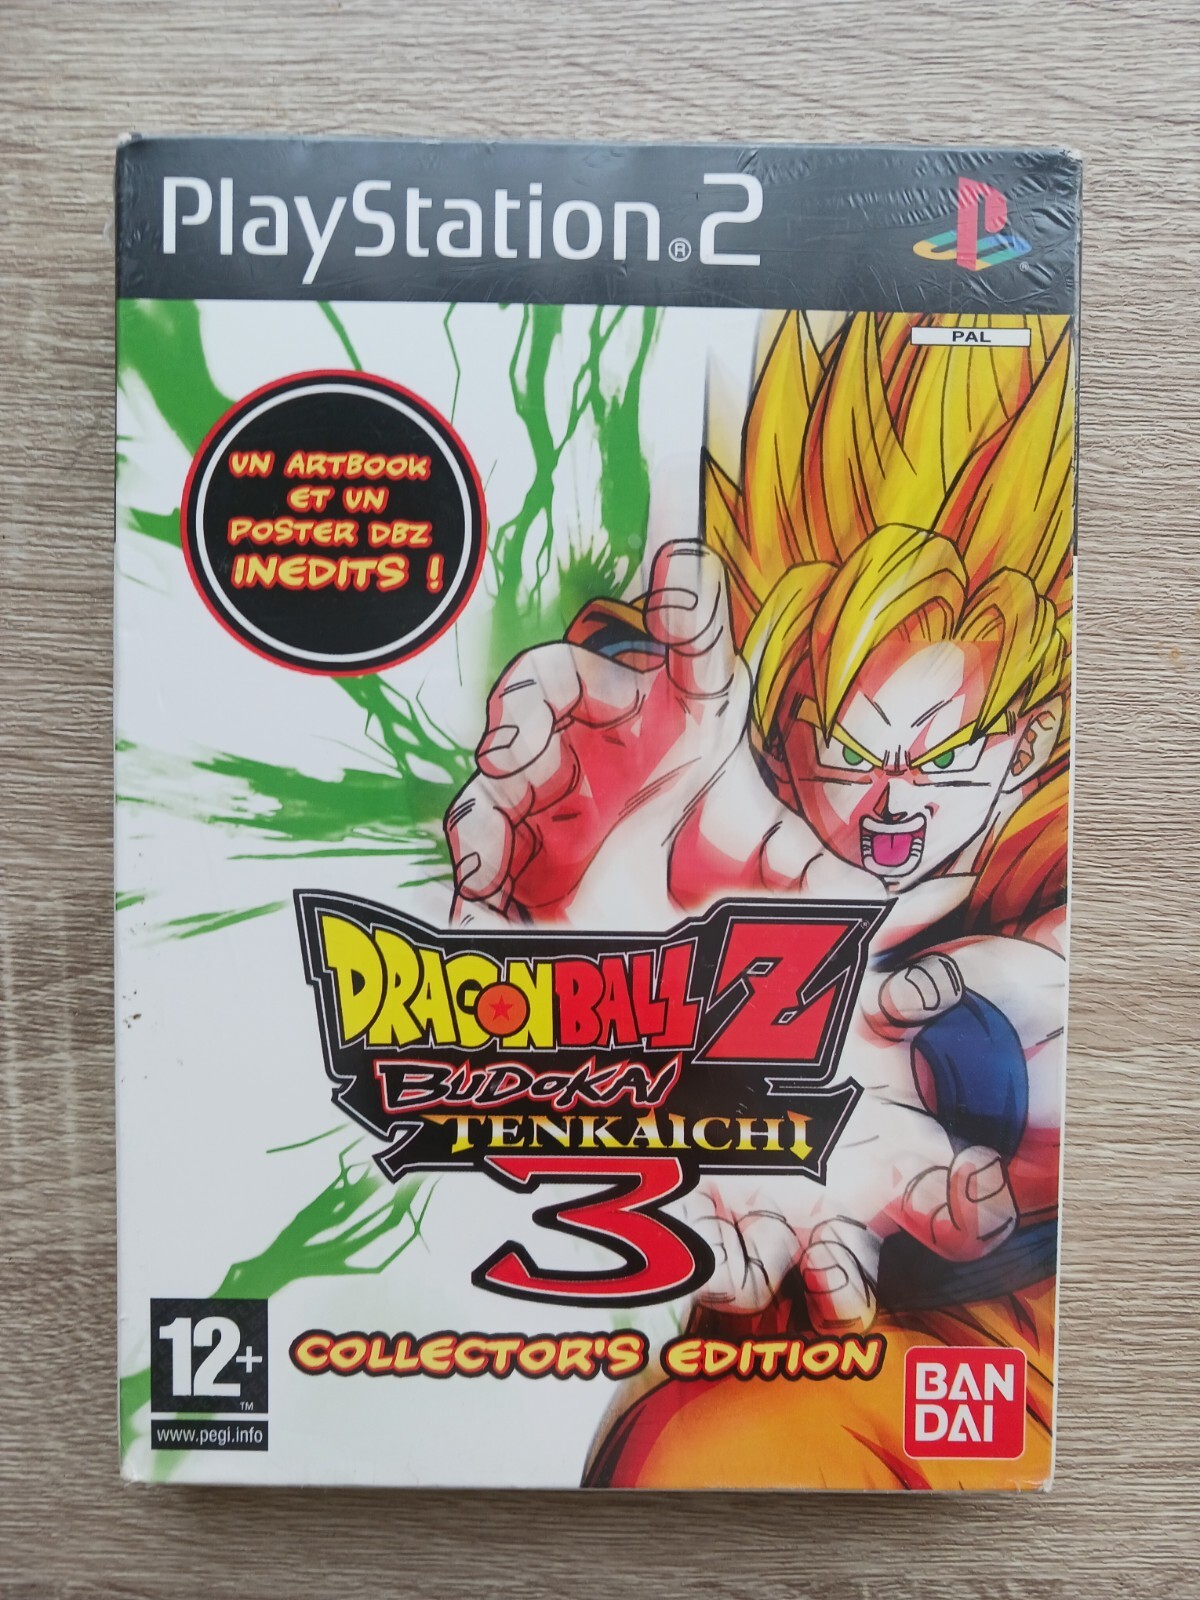 PlayStation®2
PAL
UN ARTBOOK
ET UN
POSTER DBZ
INEDITS !
DRAGON BALL Z
BUDOKAI
TENKAICHI
3
COLLECTOR'S EDITION
12+
TM
www.pegi.info
BAN
DAI